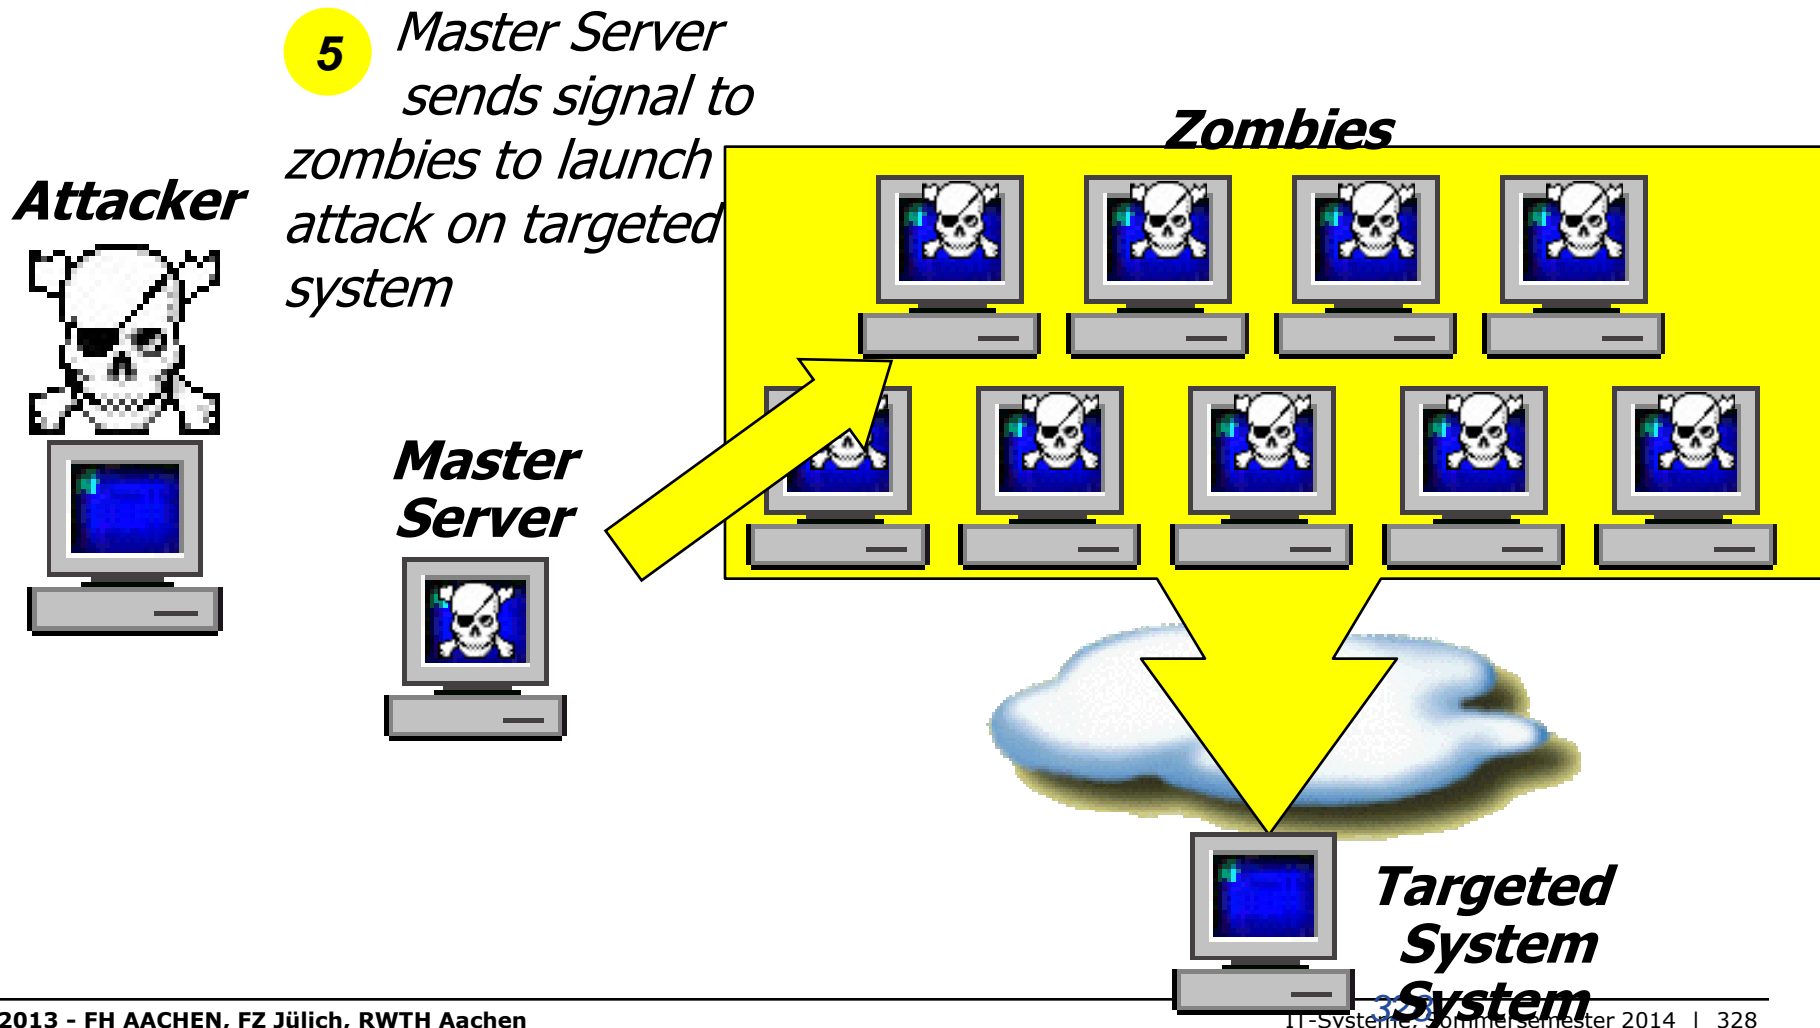 5 Master Server
sends signal to
zombies to launch
attack on targeted
system
Zombies
Attacker
Master
Server
Targeted
System
System
328
2013 - FH AACHEN, FZ Jülich, RWTH Aachen
IT-Systeme, Sommersemester 2014 | 328